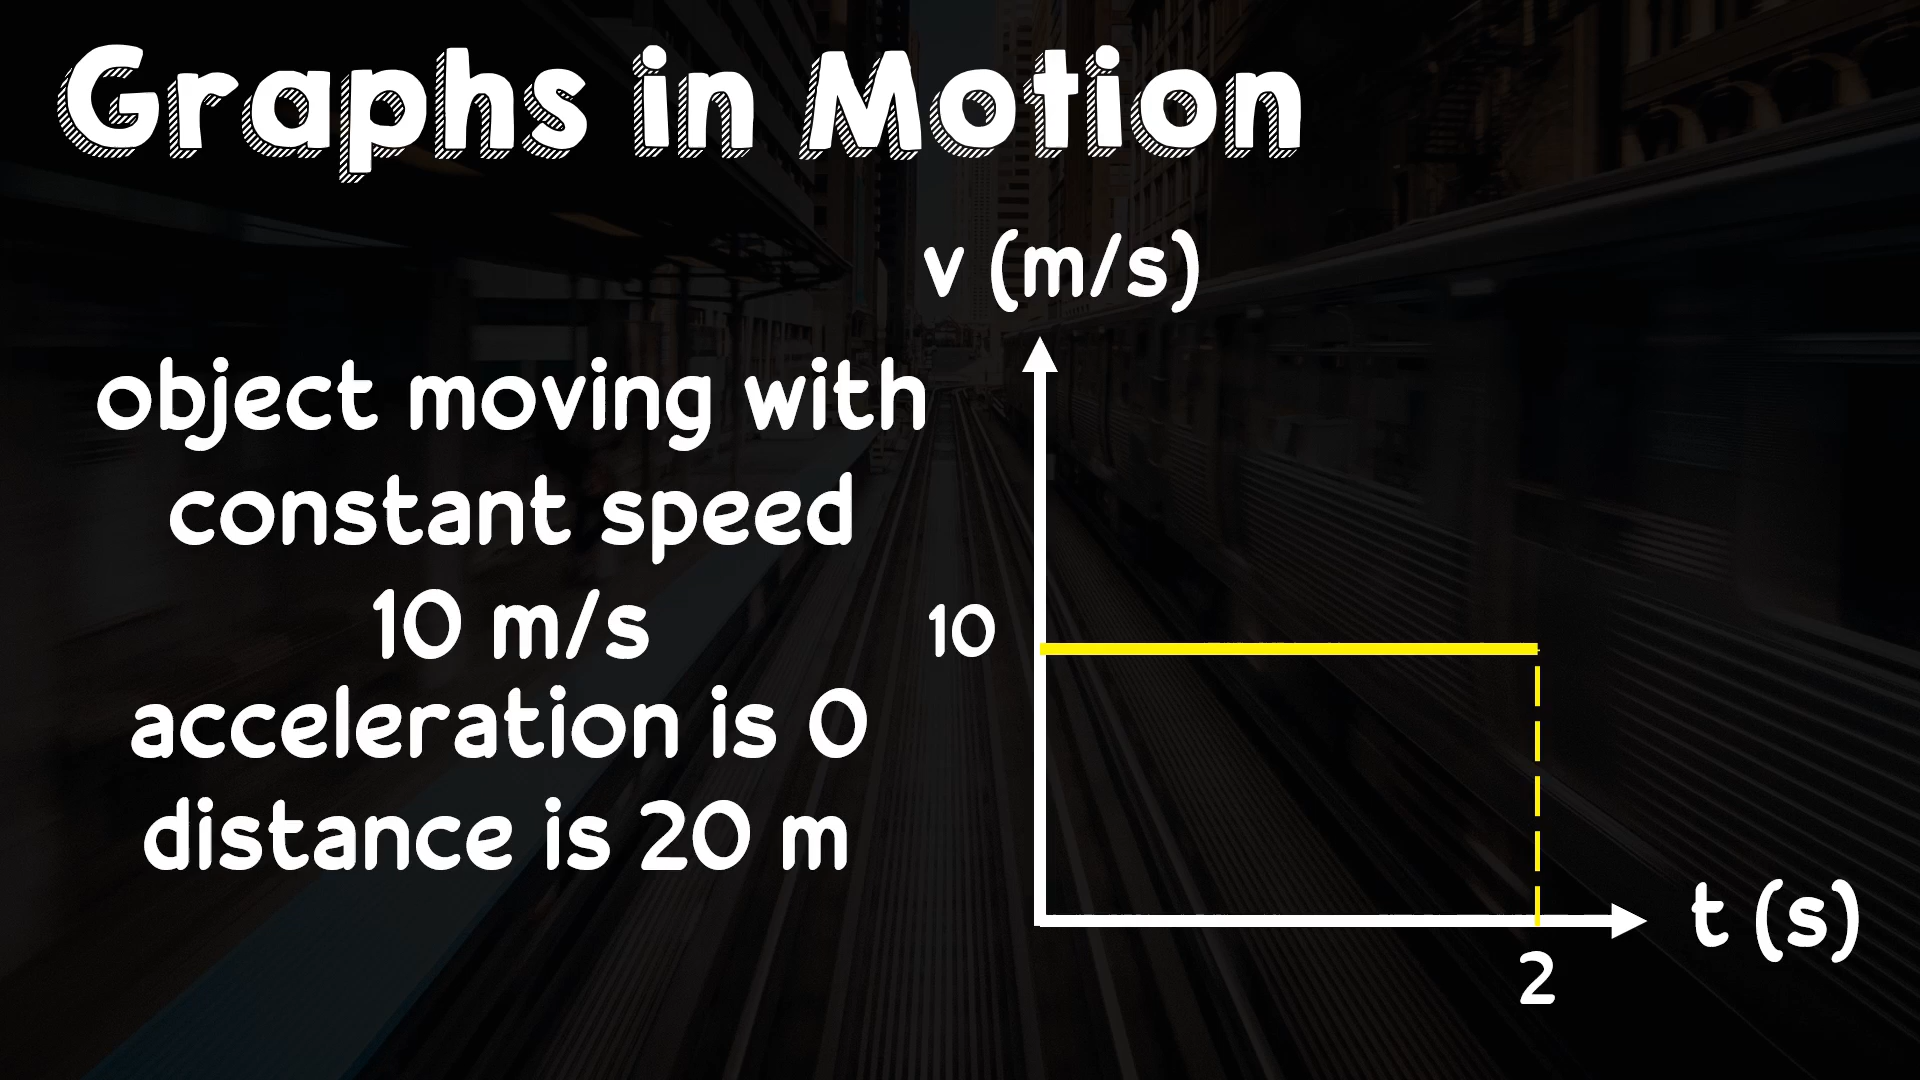 Graphs in Motion
v (m/s)
object moving with
constant speed
10 m/s
10
acceleration is 0
distance is 20 m
t (s)
2